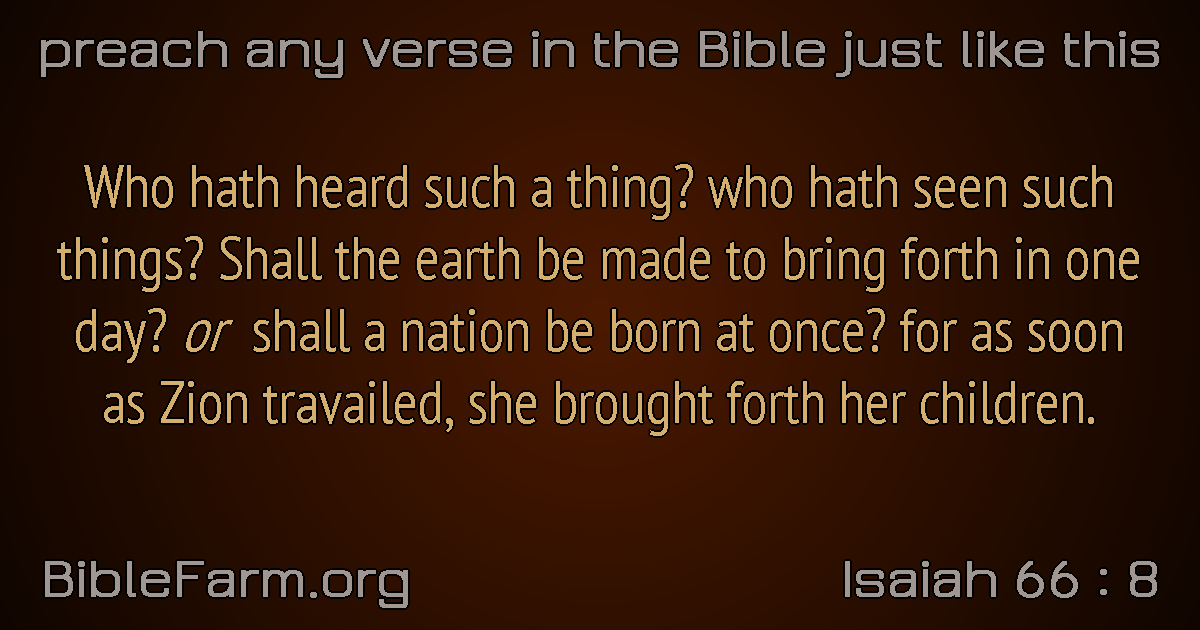 preach any verse in the Bible just like this
Who hath heard such a thing? who hath seen such
things? Shall the earth be made to bring forth in one
day? or shall a nation be born at once? for as soon
as Zion travailed, she brought forth her children.
BibleFarm.org
Isaiah 66 : 8